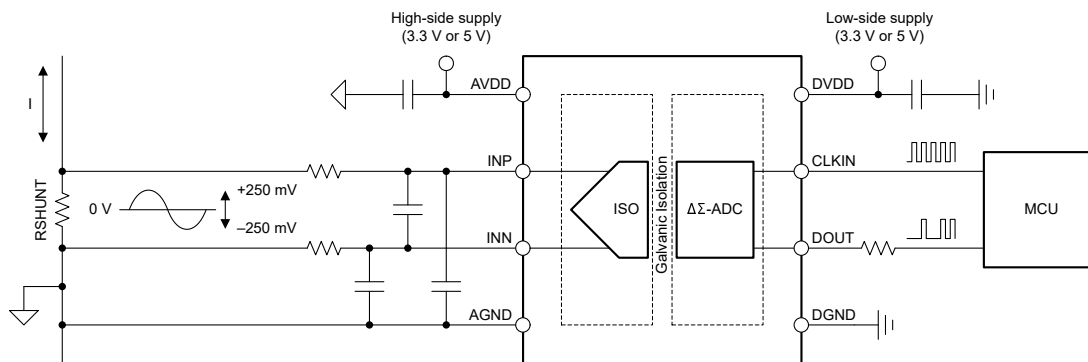 High-side supply
(3.3 V or 5 V)
Low-side supply
(3.3 V or 5 V)
AVDD
DVDD
I
INP
CLKIN
RSHUNT
0 V
+250 mV
–250 mV
ISO
Galvanic Isolation
ΔΣ-ADC
MCU
INN
DOUT
AGND
DGND